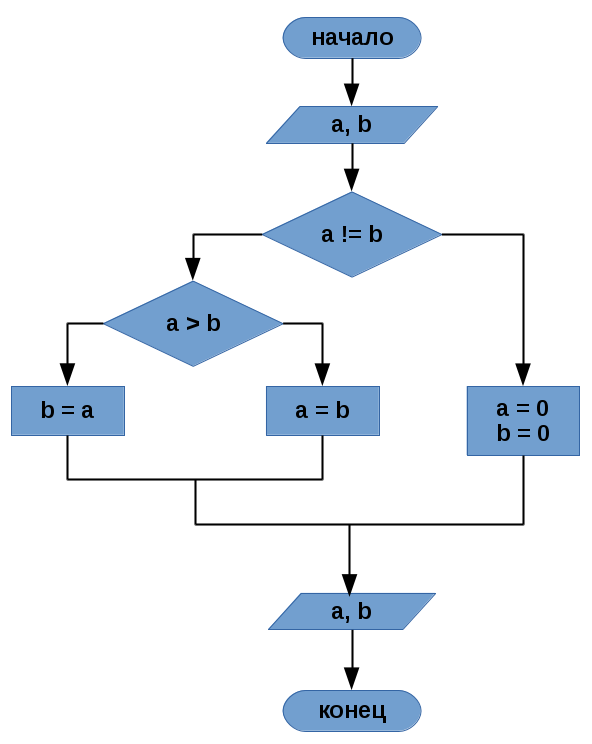 начало
a, b
a != b
a > b
b = a
a = b
a = 0
b = 0
a, b
конец